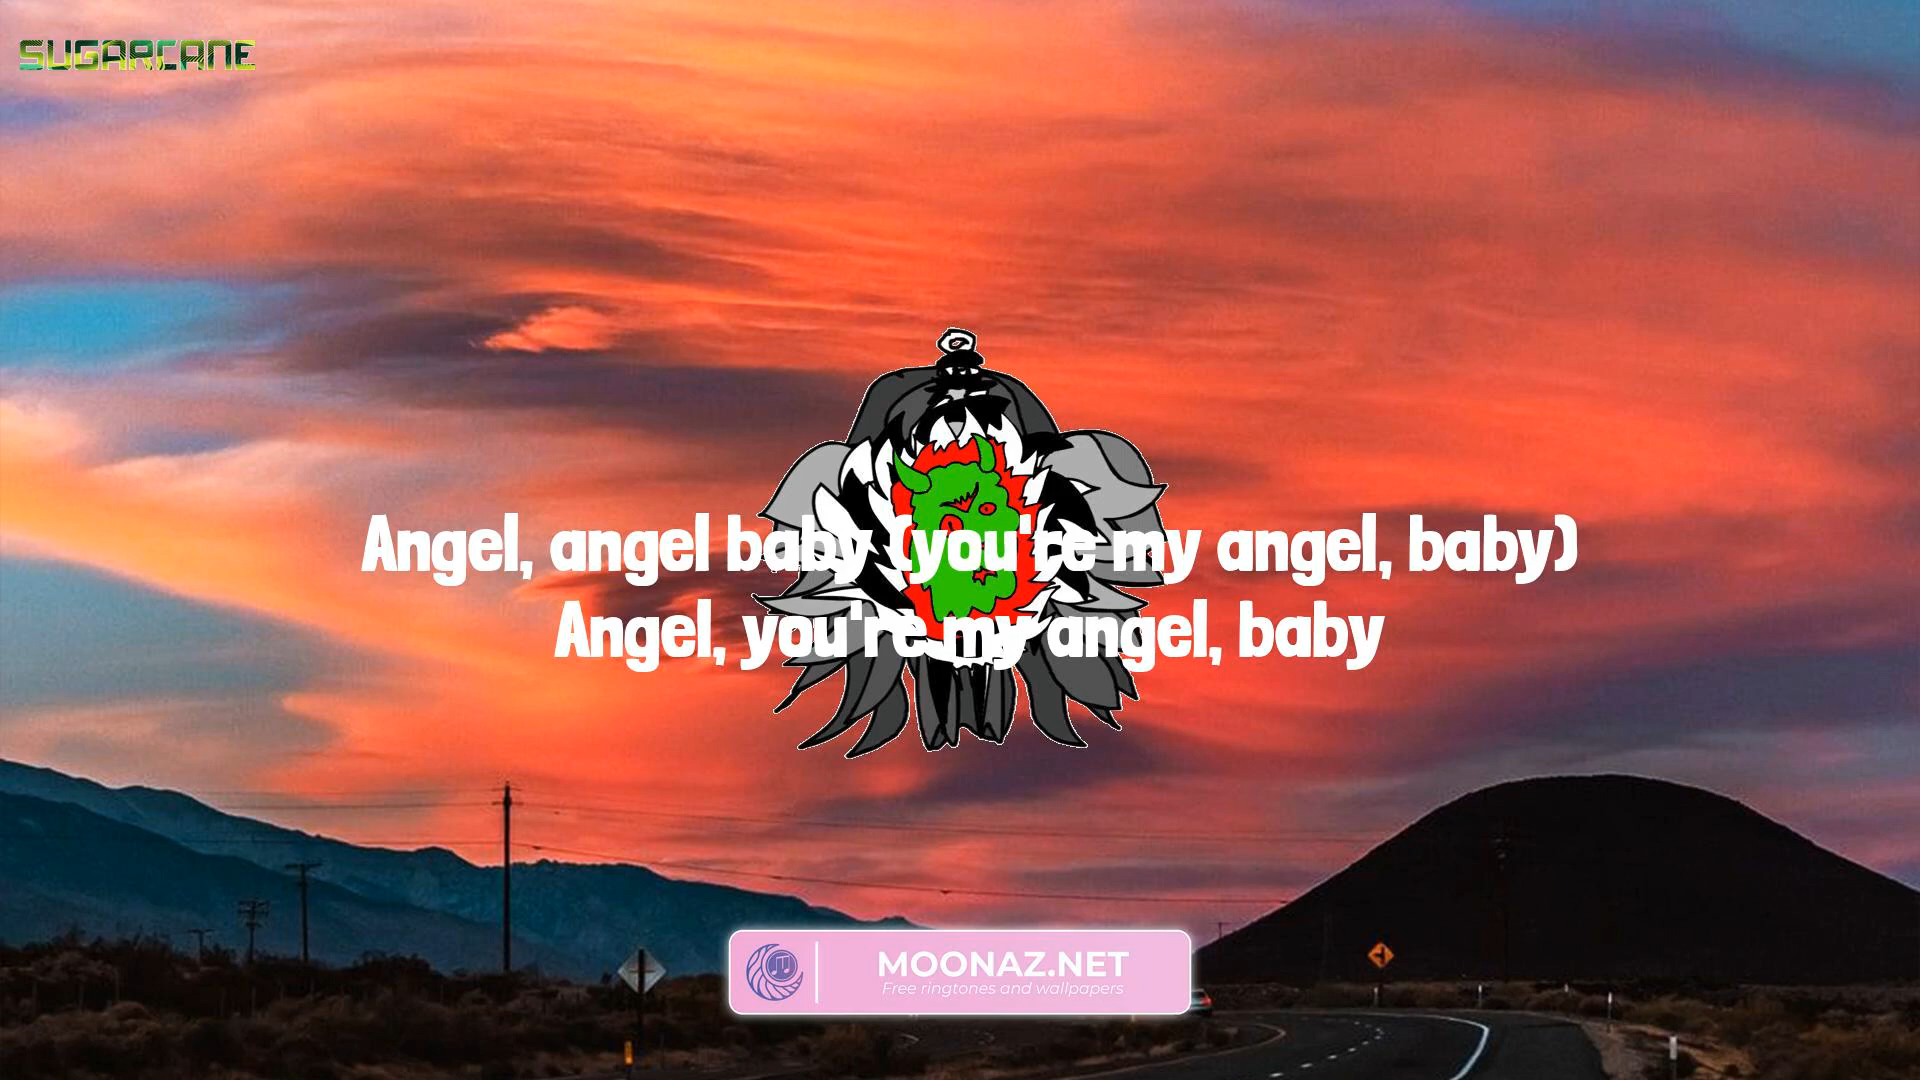 SUGARCANE
Angel, angel baby (you're my angel, baby)
Angel, you're my angel, baby
MOONAZ.NET
Free ringtones and wallpapers